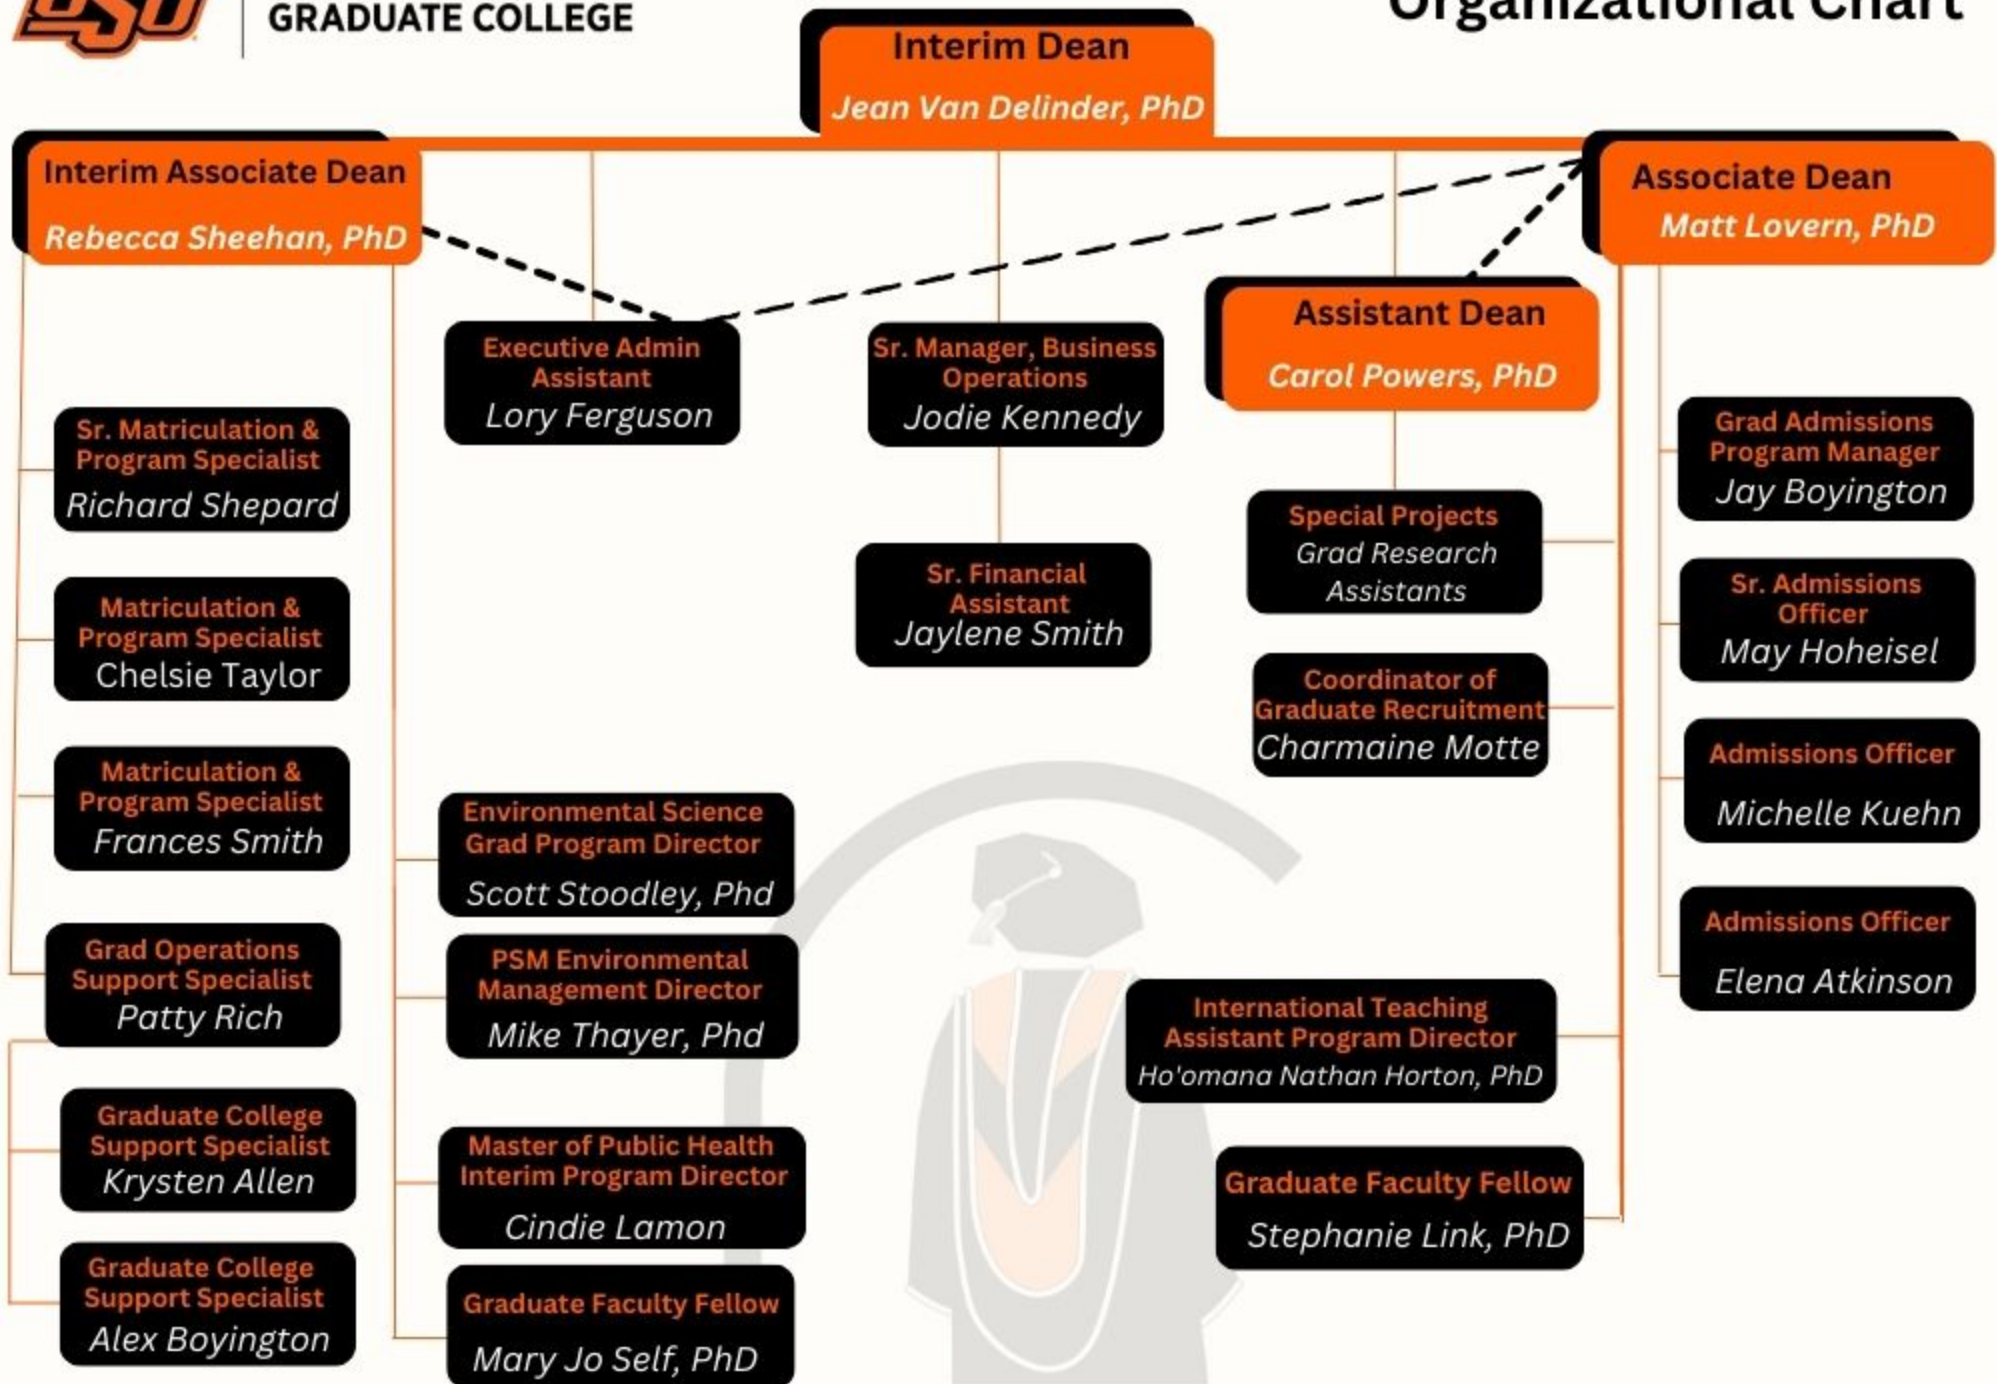 OSU
GRADUATE COLLEGE
Organizational Chart
Interim Dean
Jean Van Delinder, PhD
Interim Associate Dean
Rebecca Sheehan, PhD
Associate Dean
Matt Lovern, PhD
Executive Admin
Assistant
Lory Ferguson
Sr. Manager, Business
Operations
Jodie Kennedy
Assistant Dean
Carol Powers, PhD
Sr. Matriculation &
Program Specialist
Richard Shepard
Matriculation &
Program Specialist
Chelsie Taylor
Matriculation &
Program Specialist
Frances Smith
Grad Operations
Support Specialist
Patty Rich
Graduate College
Support Specialist
Krysten Allen
Graduate College
Support Specialist
Alex Boyington
Environmental Science
Grad Program Director
Scott Stoodley, Phd
PSM Environmental
Management Director
Mike Thayer, Phd
Master of Public Health
Interim Program Director
Cindie Lamon
Graduate Faculty Fellow
Mary Jo Self, PhD
Sr. Financial
Assistant
Jaylene Smith
Special Projects
Grad Research
Assistants
Coordinator of
Graduate Recruitment
Charmaine Motte
International Teaching
Assistant Program Director
Ho'omana Nathan Horton, PhD
Graduate Faculty Fellow
Stephanie Link, PhD
Grad Admissions
Program Manager
Jay Boyington
Sr. Admissions
Officer
May Hoheisel
Admissions Officer
Michelle Kuehn
Admissions Officer
Elena Atkinson